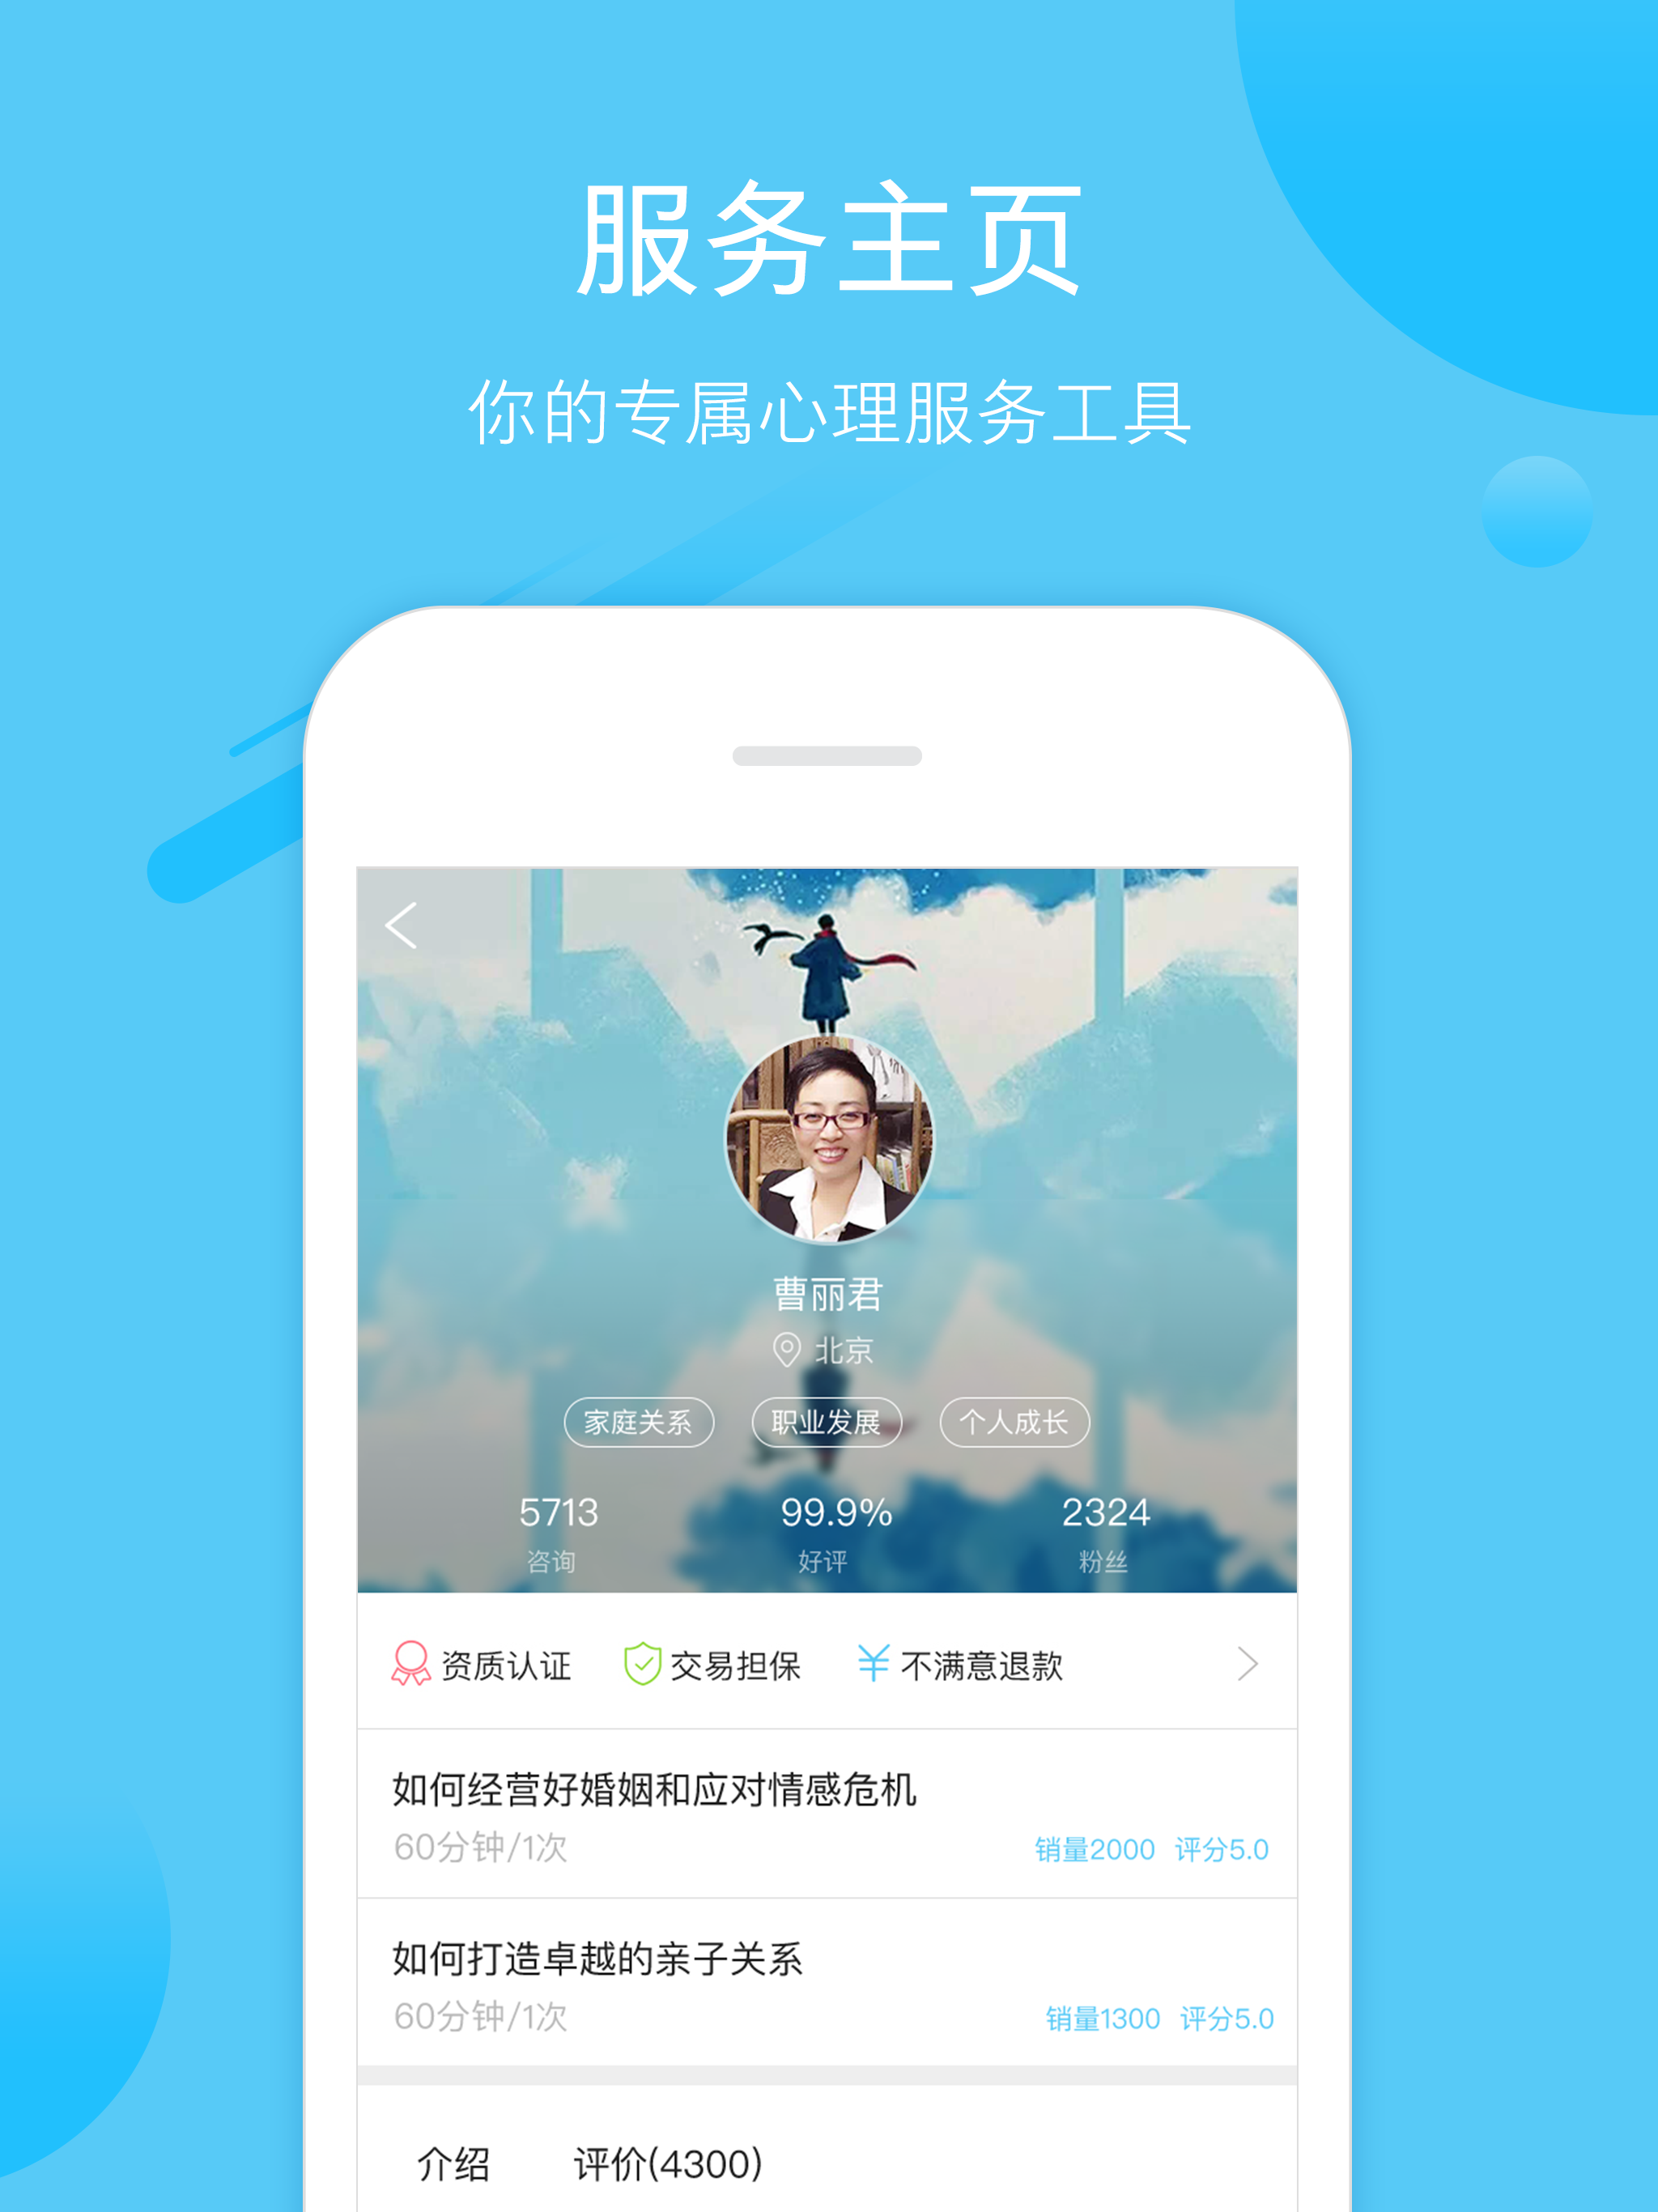 服务主页
你的专属心理服务工具
曹丽君
北京
家庭关系 职业发展 个人成长
5713 99.9% 2324
咨询 好评 粉丝
资质认证 交易担保 不满意退款
如何经营好婚姻和应对情感危机
60分钟/1次 销量2000 评分5.0
如何打造卓越的亲子关系
60分钟/1次 销量1300 评分5.0
介绍 评价(4300)